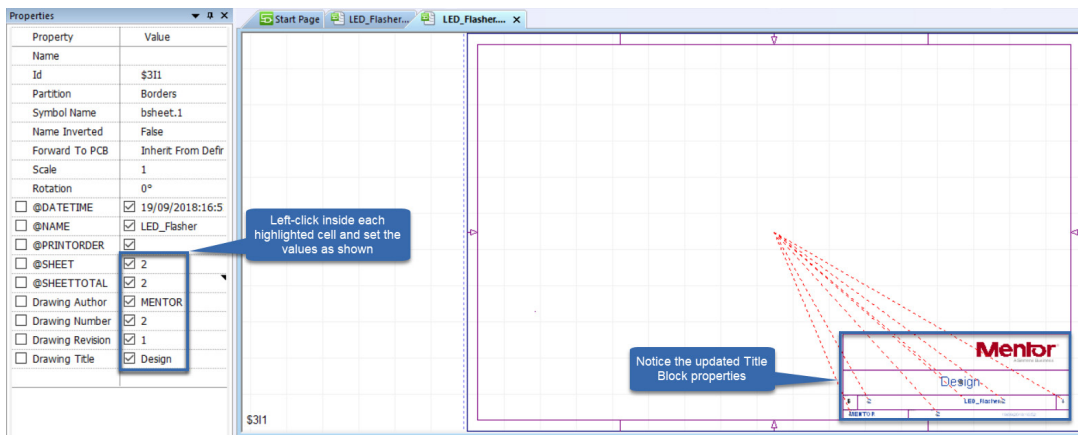 Properties
Start Page
LED_Flasher...
LED_Flasher....
Property Value
Name
Id $3I1
Partition Borders
Symbol Name bsheet.1
Name Inverted False
Forward To PCB Inherit From Defir
Scale 1
Rotation 0°
@DATETIME 19/09/2018:16:5
@NAME LED_Flasher
@PRINTORDER
@SHEET 2
@SHEETTOTAL 2
Drawing Author MENTOR
Drawing Number 2
Drawing Revision 1
Drawing Title Design
Left-click inside each
highlighted cell and set the
values as shown
Notice the updated Title
Block properties
Mentor
A Siemens Business
Design
2 LED_Flasher2 1
MENTOR 2
$3I1